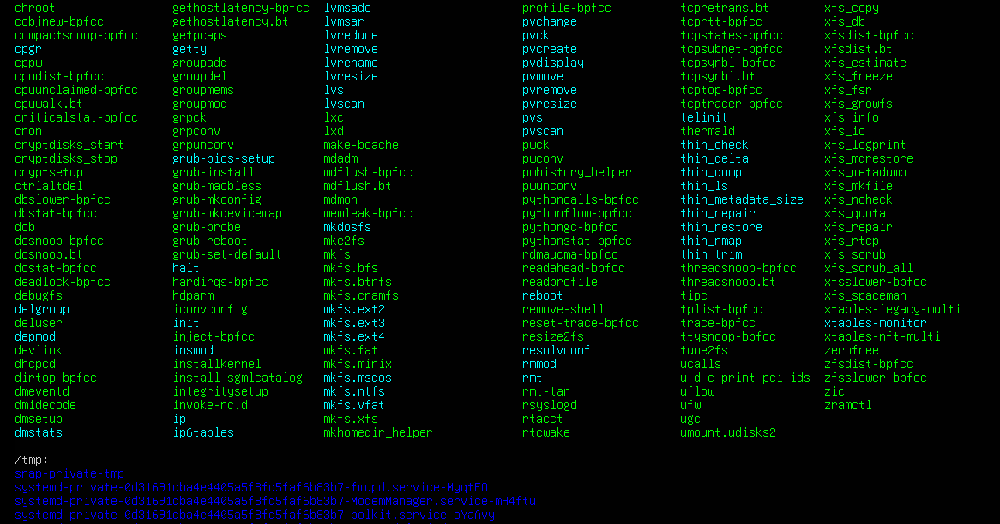 chroot gethostlatency-bpfcc lvmsadc profile-bpfcc tcpretrans.bt xfs_copy
cobjnew-bpfcc gethostlatency.bt lvmsar pvchange tcprtt-bpfcc xfs_db
compactsnoop-bpfcc getpcaps lvreduce pvck tcpstates-bpfcc xfsdist-bpfcc
cpgr getty lvremove pvcreate tcpsubnet-bpfcc xfsdist.bt
cppw groupadd lvrename pvdisplay tcpsynbl-bpfcc xfs_estimate
cpudist-bpfcc groupdel lvresize pvmove tcpsynbl.bt xfs_freeze
cpuunclaimed-bpfcc groupmems lvs pvremove tcptop-bpfcc xfs_fsr
cpuwalk.bt groupmod lvscan pvresize tcptracer-bpfcc xfs_growfs
criticalstat-bpfcc grpck lxc pvs telinit xfs_info
cron grpconv lxd pvscan thermald xfs_io
cryptdisks_start grpunconv make-bcache pwck thin_check xfs_logprint
cryptdisks_stop grub-bios-setup mdadm pwconv thin_delta xfs_mdrestore
cryptsetup grub-install mdflush-bpfcc pwhistory_helper thin_dump xfs_metadump
ctrlaltdel grub-macbless mdflush.bt pwunconv thin_ls xfs_mkfile
dbslower-bpfcc grub-mkconfig mdmon pythoncalls-bpfcc thin_metadata_size xfs_ncheck
dbstat-bpfcc grub-mkdevicemap memleak-bpfcc pythonflow-bpfcc thin_repair xfs_quota
dcb grub-probe mkdosfs pythongc-bpfcc thin_restore xfs_repair
dcsnoop-bpfcc grub-reboot mke2fs pythonstat-bpfcc thin_rmap xfs_rtcp
dcsnoop.bt grub-set-default mkfs rdmaucma-bpfcc thin_trim xfs_scrub
dcstat-bpfcc halt mkfs.bfs readahead-bpfcc threadsnoop-bpfcc xfs_scrub_all
deadlock-bpfcc hardirqs-bpfcc mkfs.btrfs readprofile threadsnoop.bt xfsslower-bpfcc
debugfs hdparm mkfs.cramfs reboot tipc xfs_spaceman
delgroup iconvconfig mkfs.ext2 remove-shell tplist-bpfcc xtables-legacy-multi
deluser init mkfs.ext3 reset-trace-bpfcc trace-bpfcc xtables-monitor
depmod inject-bpfcc mkfs.ext4 resize2fs ttysnoop-bpfcc xtables-nft-multi
devlink insmod mkfs.fat resolvconf tune2fs zerofree
dhcpcd installkernel mkfs.minix rmmod ucalls zfsdist-bpfcc
dirtop-bpfcc install-sgmlcatalog mkfs.msdos rmt u-d-c-print-pci-ids zfsslower-bpfcc
dmeventd integritysetup mkfs.ntfs rmt-tar uflow zic
dmidecode invoke-rc.d mkfs.vfat rsyslogd ufw zramctl
dmsetup ip mkfs.xfs rtacct ugc
dmstats ip6tables mkhomedir_helper rtcwake umount.udisks2
/tmp:
snap-private-tmp
systemd-private-0d31691dba4e4405a5f8fd5faf6b83b7-fwupd.service-MyqtEO
systemd-private-0d31691dba4e4405a5f8fd5faf6b83b7-ModemManager.service-mH4ftu
systemd-private-0d31691dba4e4405a5f8fd5faf6b83b7-polkit.service-aYaAvy